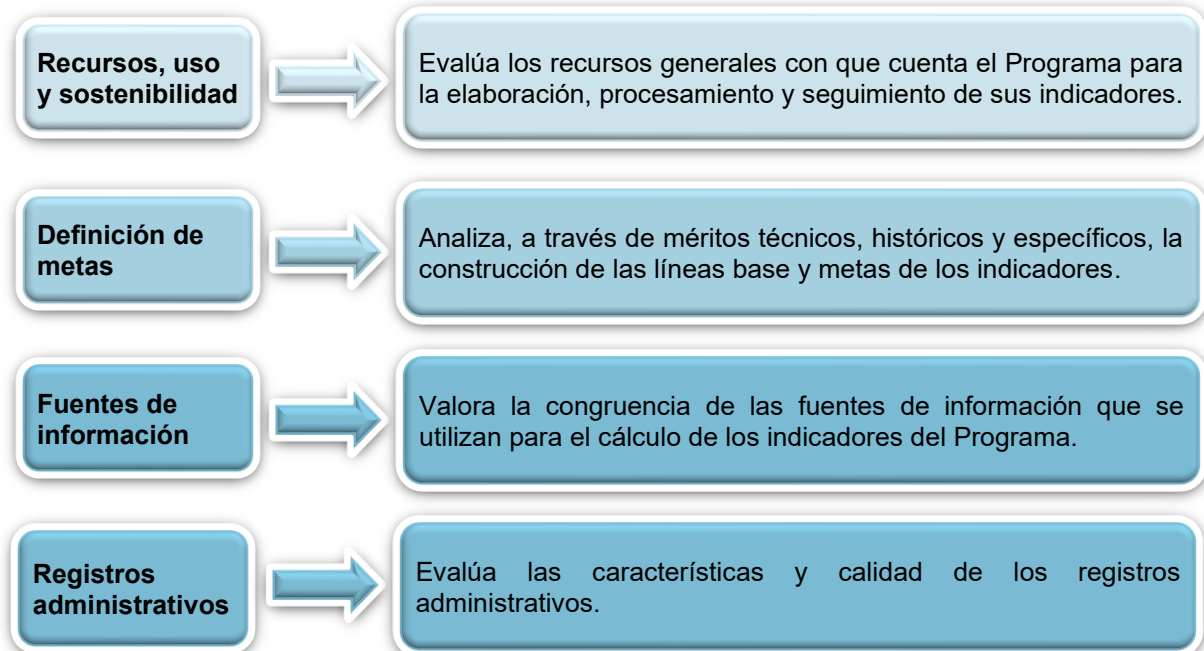 Recursos, uso
y sostenibilidad
Evalúa los recursos generales con que cuenta el Programa para
la elaboración, procesamiento y seguimiento de sus indicadores.
Definición de
metas
Analiza, a través de méritos técnicos, históricos y específicos, la
construcción de las líneas base y metas de los indicadores.
Fuentes de
información
Valora la congruencia de las fuentes de información que se
utilizan para el cálculo de los indicadores del Programa.
Registros
administrativos
Evalúa las características y calidad de los registros
administrativos.